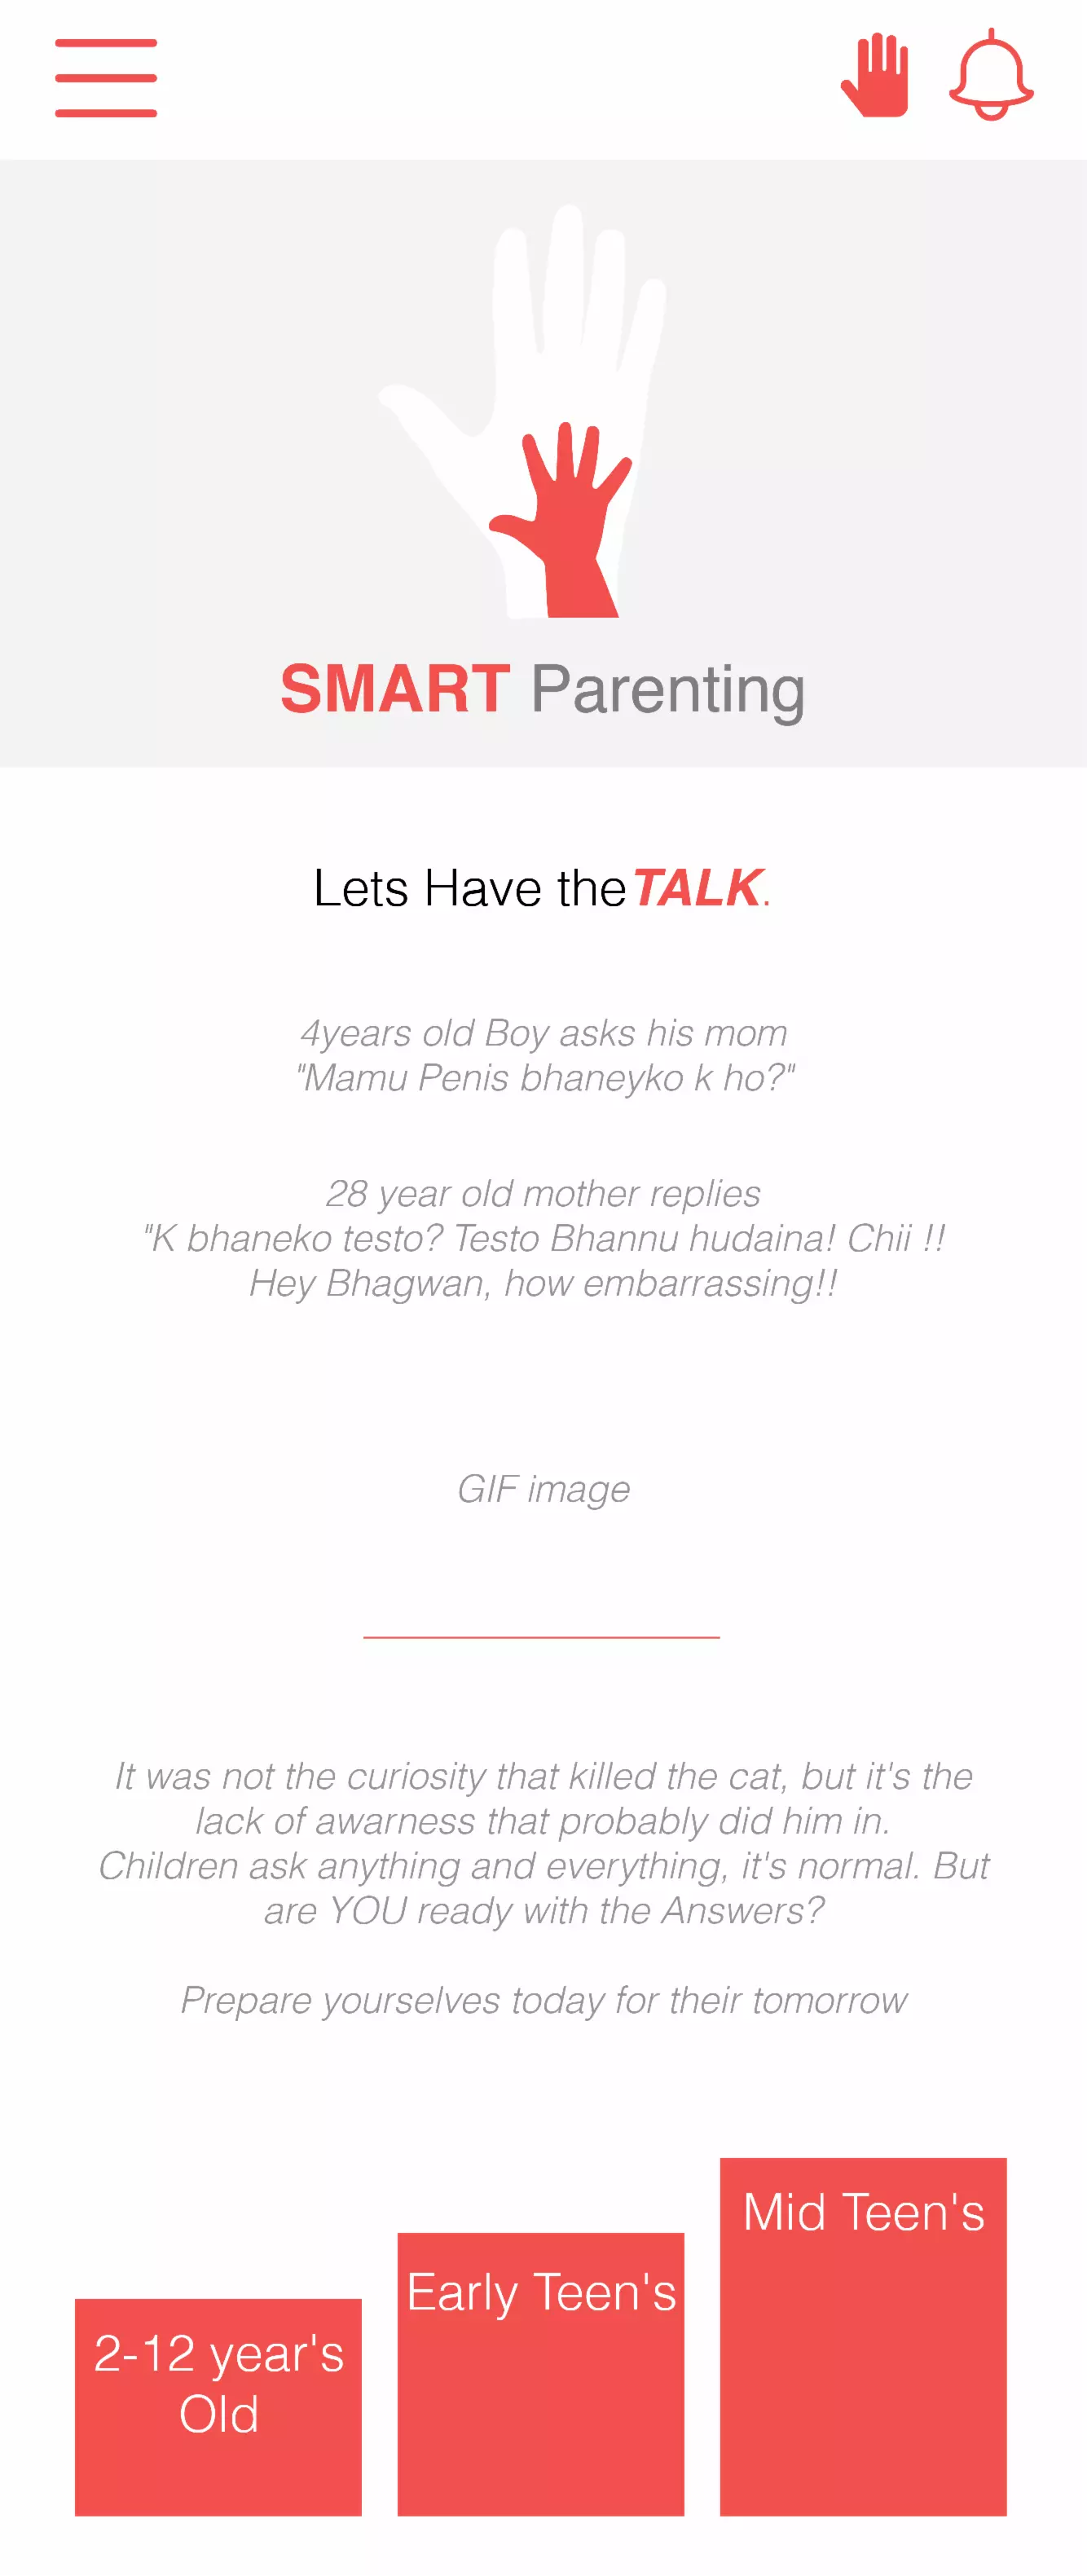 SMART Parenting
Lets Have the TALK.
4years old Boy asks his mom
"Mamu Penis bhaneyko k ho?"
28 year old mother replies
"K bhaneko testo? Testo Bhannu hudaina! Chii !!
Hey Bhagwan, how embarrassing!!
GIF image
It was not the curiosity that killed the cat, but it's the
lack of awarness that probably did him in.
Children ask anything and everything, it's normal. But
are YOU ready with the Answers?
Prepare yourselves today for their tomorrow
2-12 year's
Old
Early Teen's
Mid Teen's